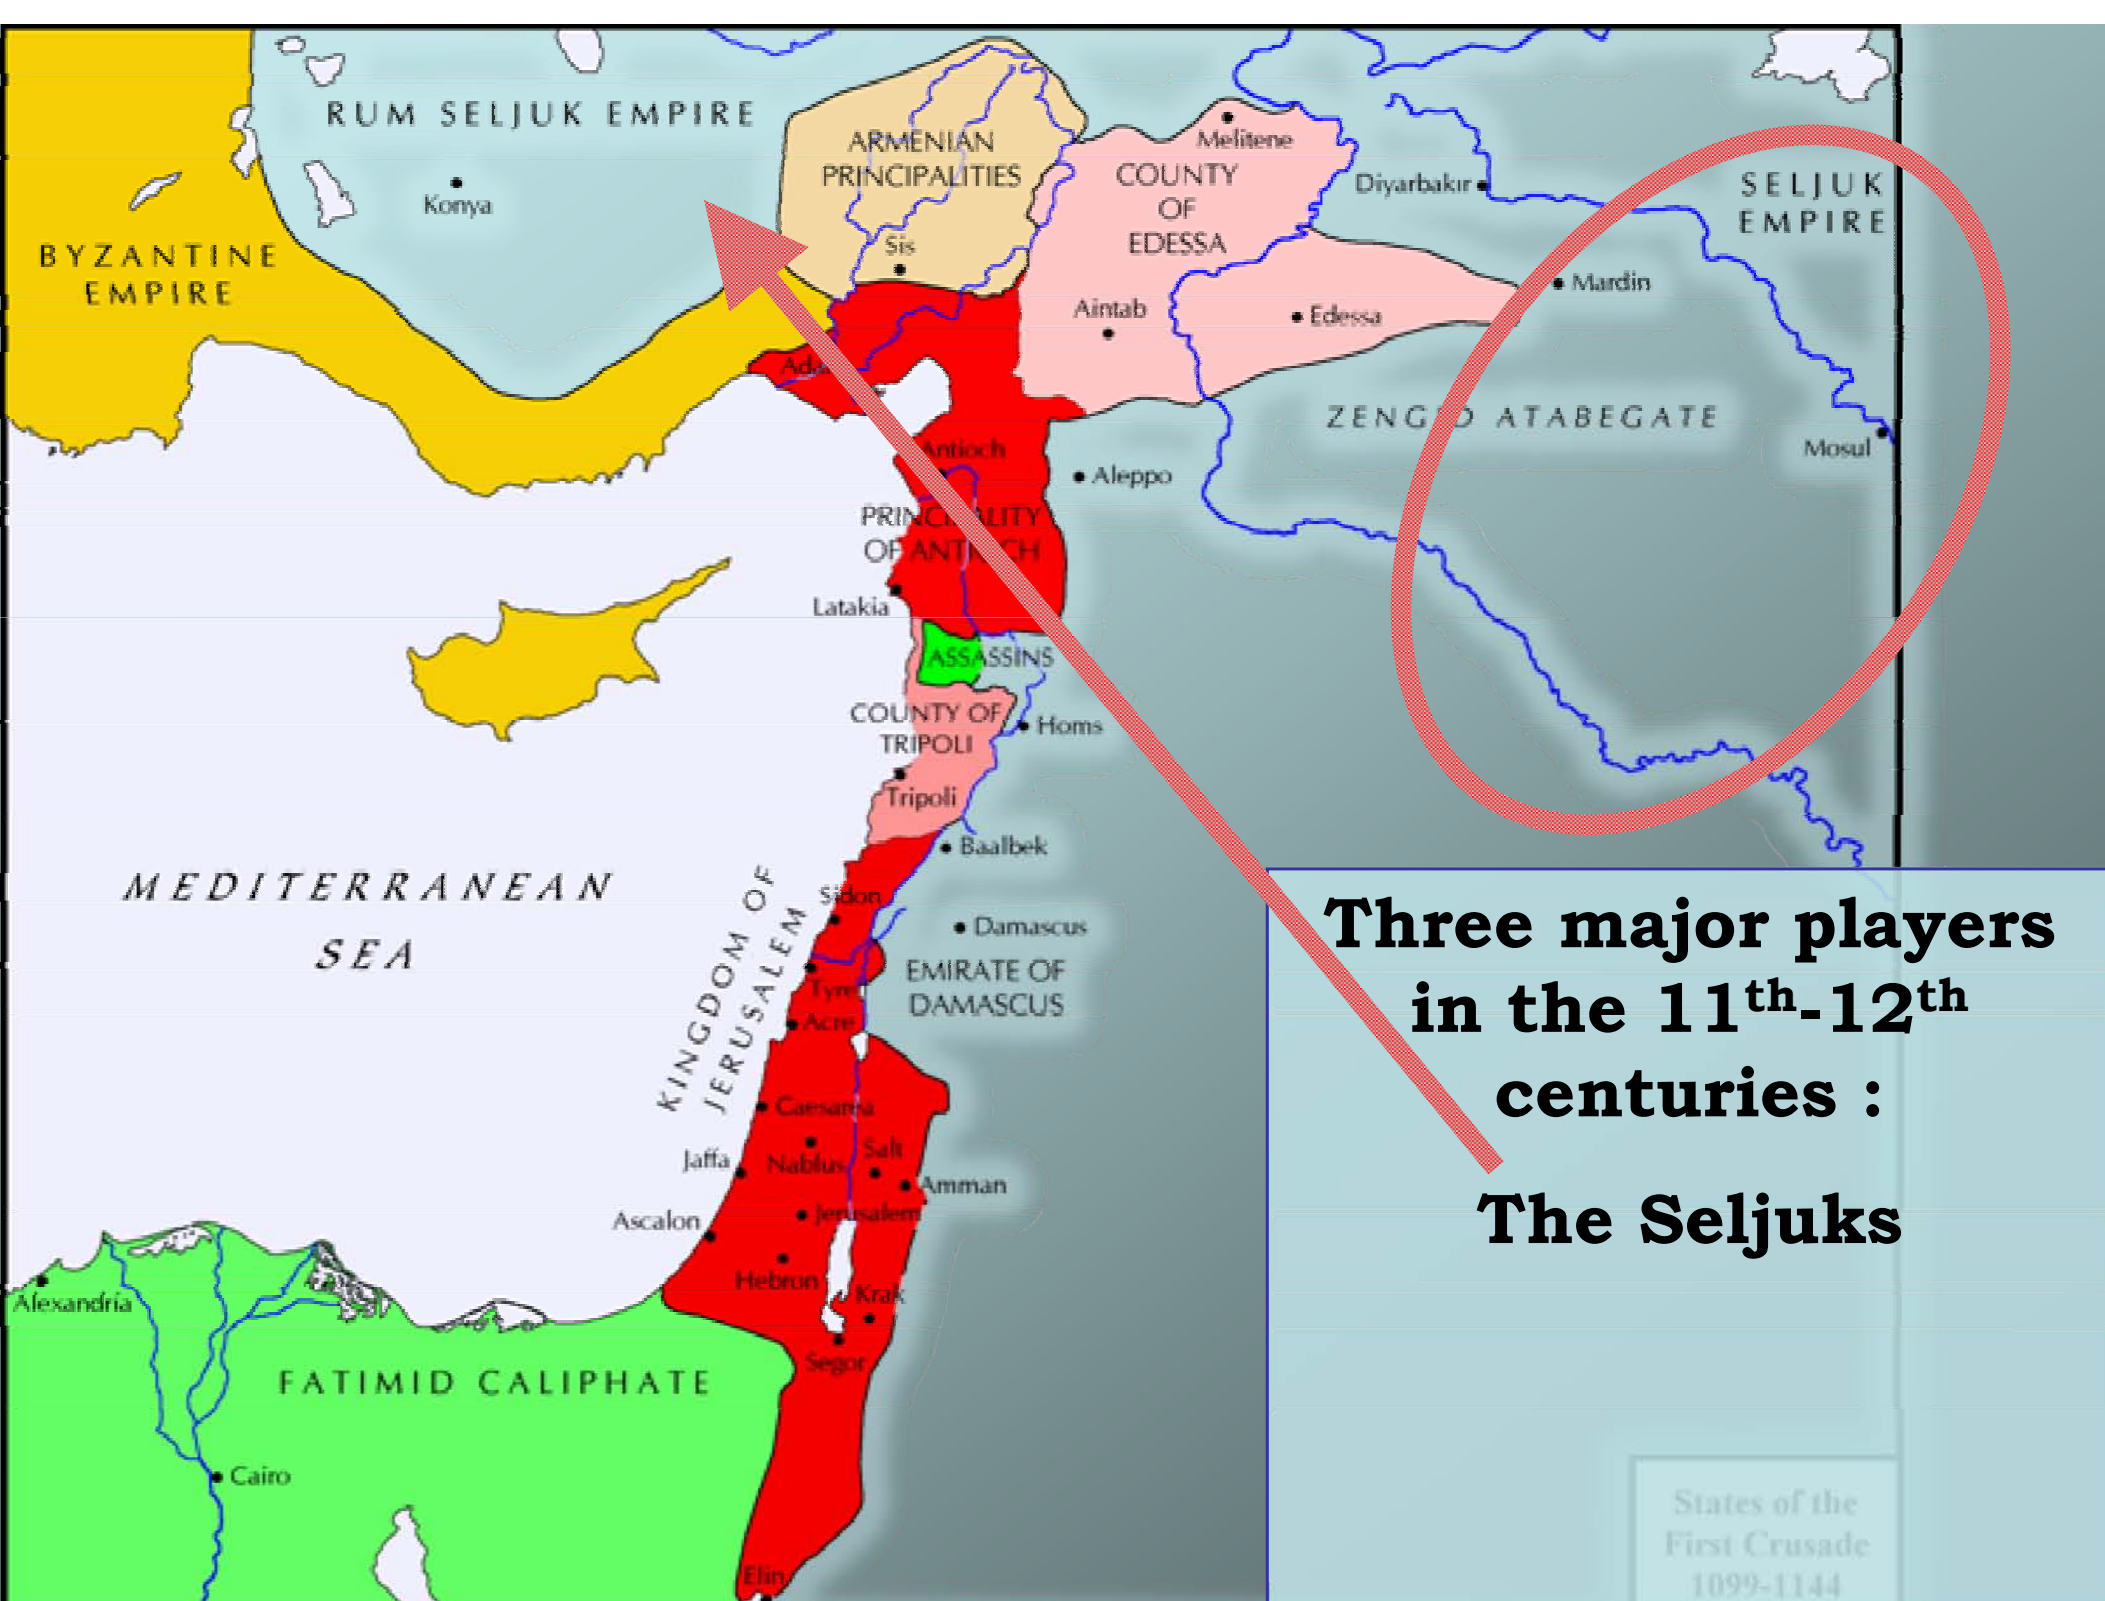 RUM SELJUK EMPIRE
Konya
BYZANTINE
EMPIRE
ARMENIAN
PRINCIPALITIES
Sis
Melitene
COUNTY
OF
EDESSA
Aintab
Edessa
Diyarbakır
SELJUK
EMPIRE
Mardin
ZENGID ATABEGATE
Mosul
Antioch
Aleppo
PRINCIPALITY
OF ANTIOCH
Latakia
ASSASSINS
COUNTY OF
TRIPOLI
Homs
Tripoli
Baalbek
MEDITERRANEAN
SEA
KINGDOM OF
JERUSALEM
Sidon
Damascus
EMIRATE OF
DAMASCUS
Tyre
Acre
Caesarea
Jaffa
Nablus
Salt
Amman
Ascalon
Jerusalem
Hebron
Krak
Segor
Alexandria
FATIMID CALIPHATE
Cairo
Elin
Three major players
in the 11th-12th
centuries :
The Seljuks
States of the
First Crusade
1099-1144